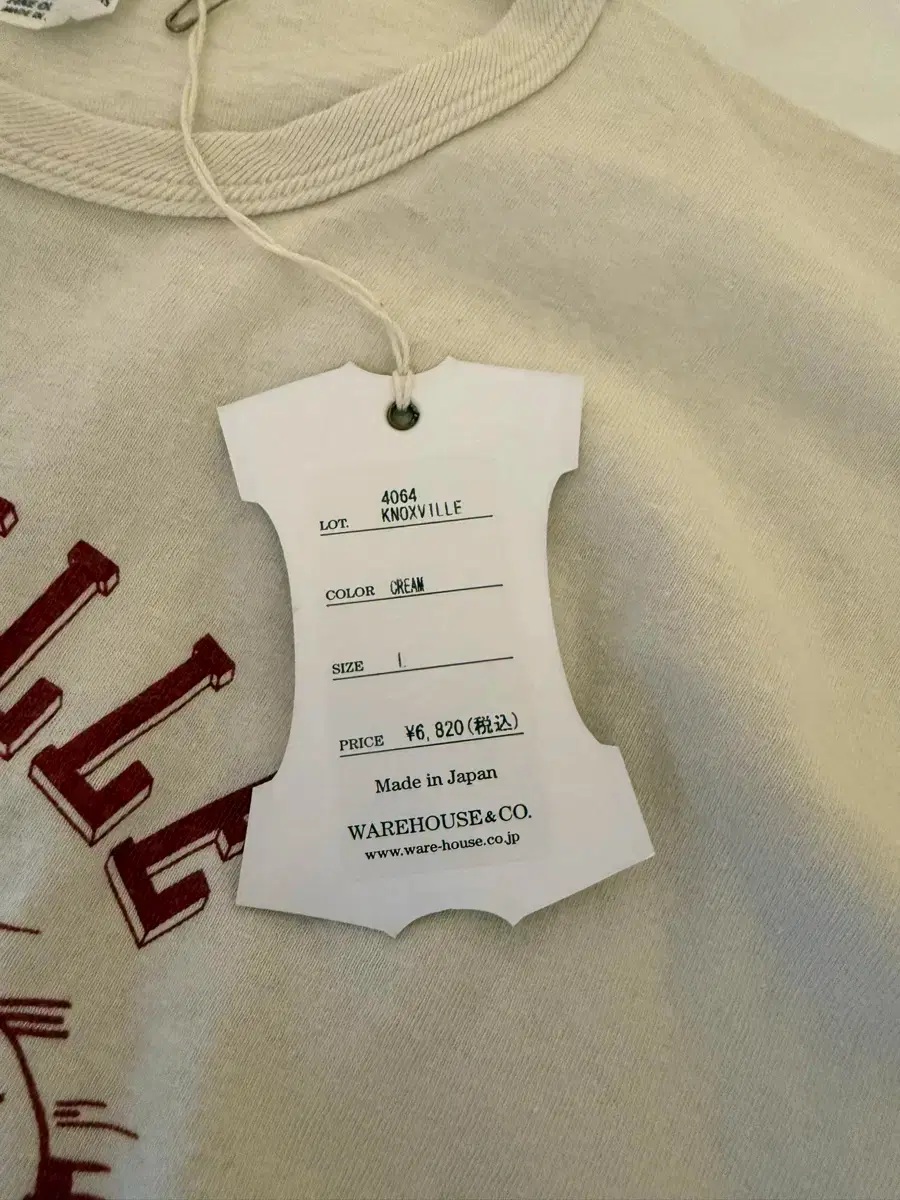 4064
LOT. KNOXVILLE
COLOR CREAM
SIZE
PRICE ¥6,820(税込)
Made in Japan
WAREHOUSE&CO.
www.ware-house.co.jp
LLE